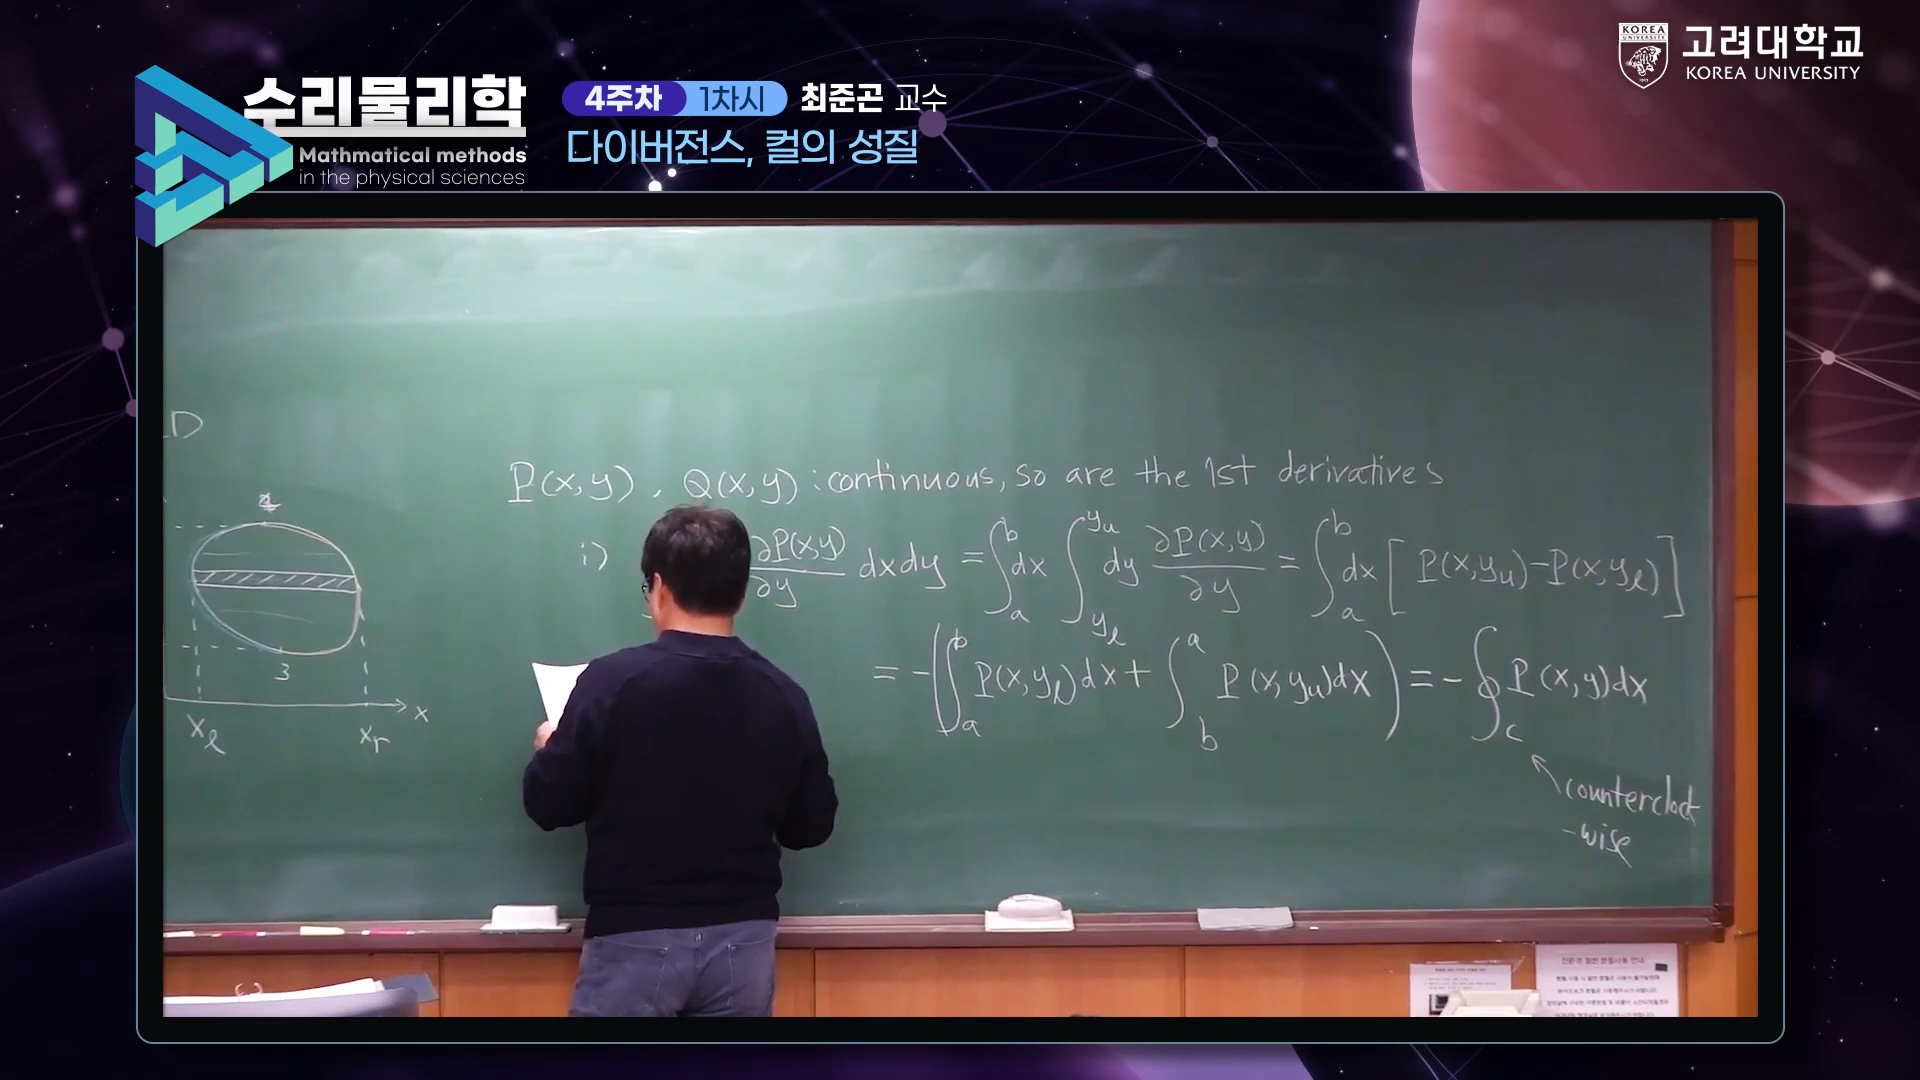 KOREA UNIVERSITY
고려대학교
KOREA UNIVERSITY
수리물리학
Mathmatical methods
in the physical sciences
4주차 1차시 최준곤 교수
다이버전스, 컬의 성질
D
4
3
x
x_l x_r
P(x,y), Q(x,y) : continuous, so are the 1st derivatives
i) ∂P(x,y)/∂y dxdy = ∫_a^b dx ∫_{y_l}^{y_u} dy ∂P(x,y)/∂y = ∫_a^b dx [P(x,y_u)-P(x,y_l)]
= -(∫_a^b P(x,y_l)dx + ∫_b^a P(x,y_u)dx) = -∮_c P(x,y)dx
counterclock
-wise